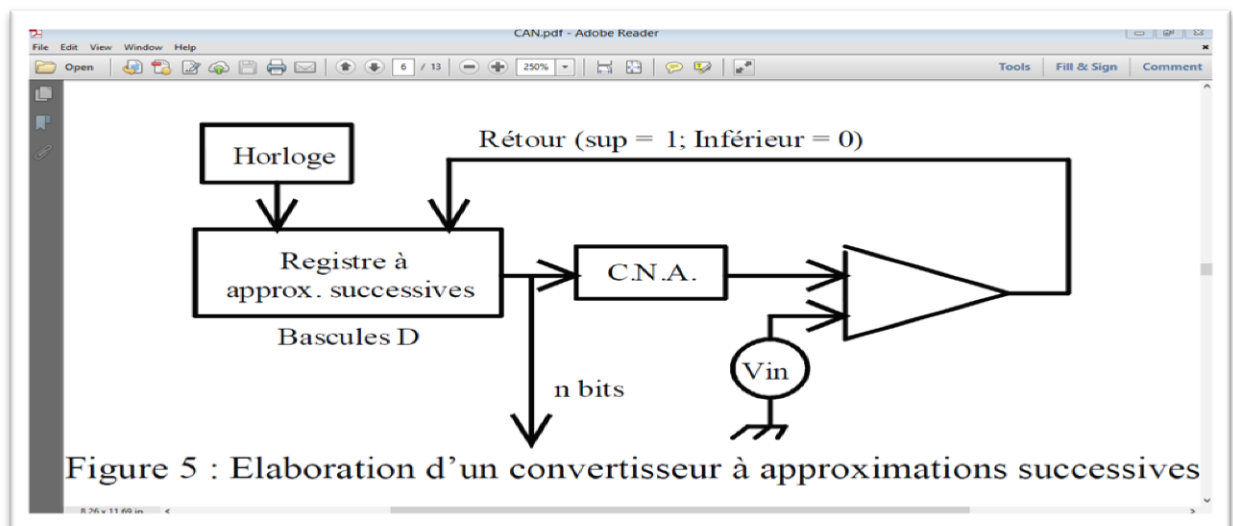 CAN.pdf - Adobe Reader
File Edit View Window Help
Open 6 / 13 250% Tools Fill & Sign Comment
Horloge
Rétour (sup = 1; Inférieur = 0)
Registre à
approx. successives
C.N.A.
Bascules D
Vin
n bits
Figure 5 : Elaboration d’un convertisseur à approximations successives
8.26 x 11.69 in